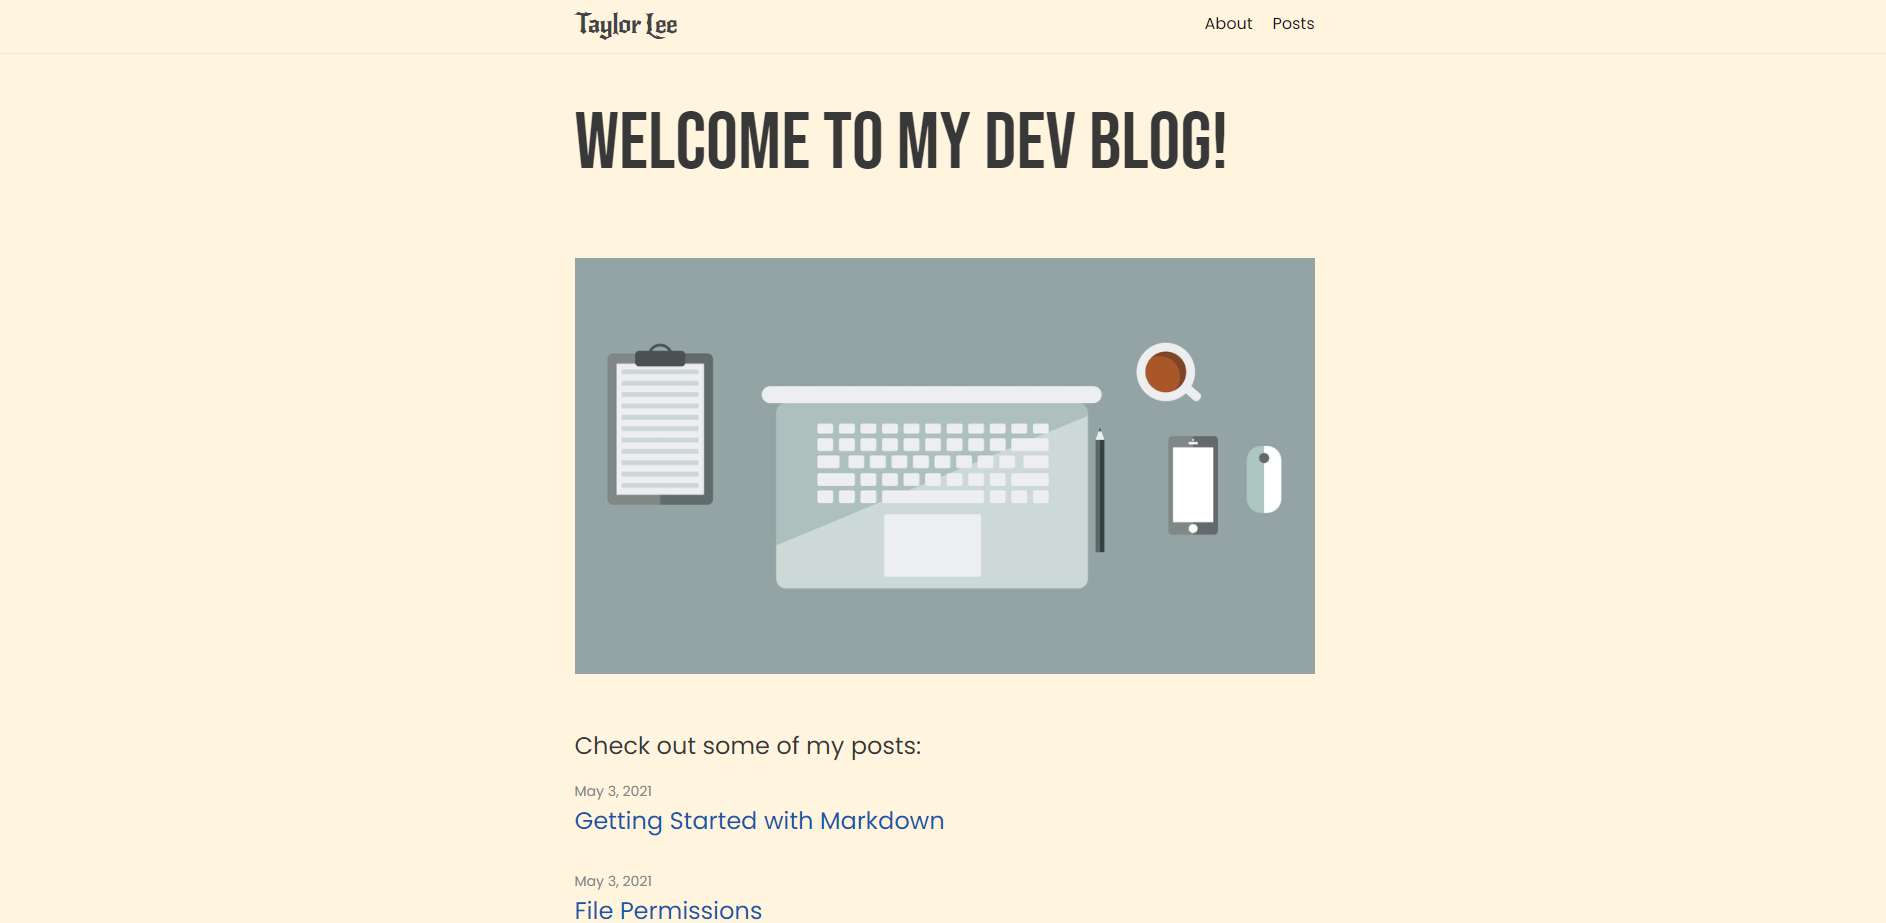 Taylor Lee
About Posts
WELCOME TO MY DEV BLOG!
Check out some of my posts:
May 3, 2021
Getting Started with Markdown
May 3, 2021
File Permissions